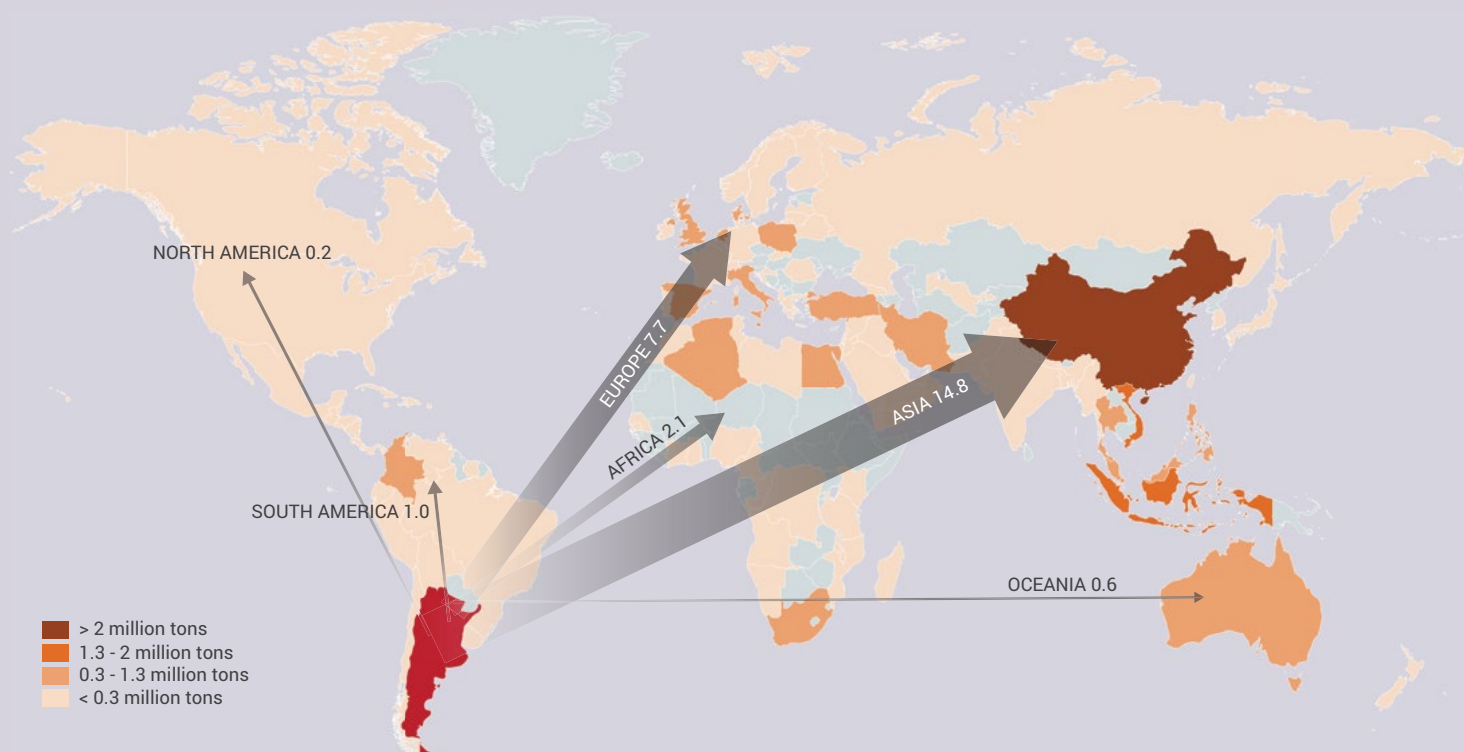 NORTH AMERICA 0.2
EUROPE 7.7
ASIA 14.8
AFRICA 2.1
SOUTH AMERICA 1.0
OCEANIA 0.6
> 2 million tons
1.3 - 2 million tons
0.3 - 1.3 million tons
< 0.3 million tons